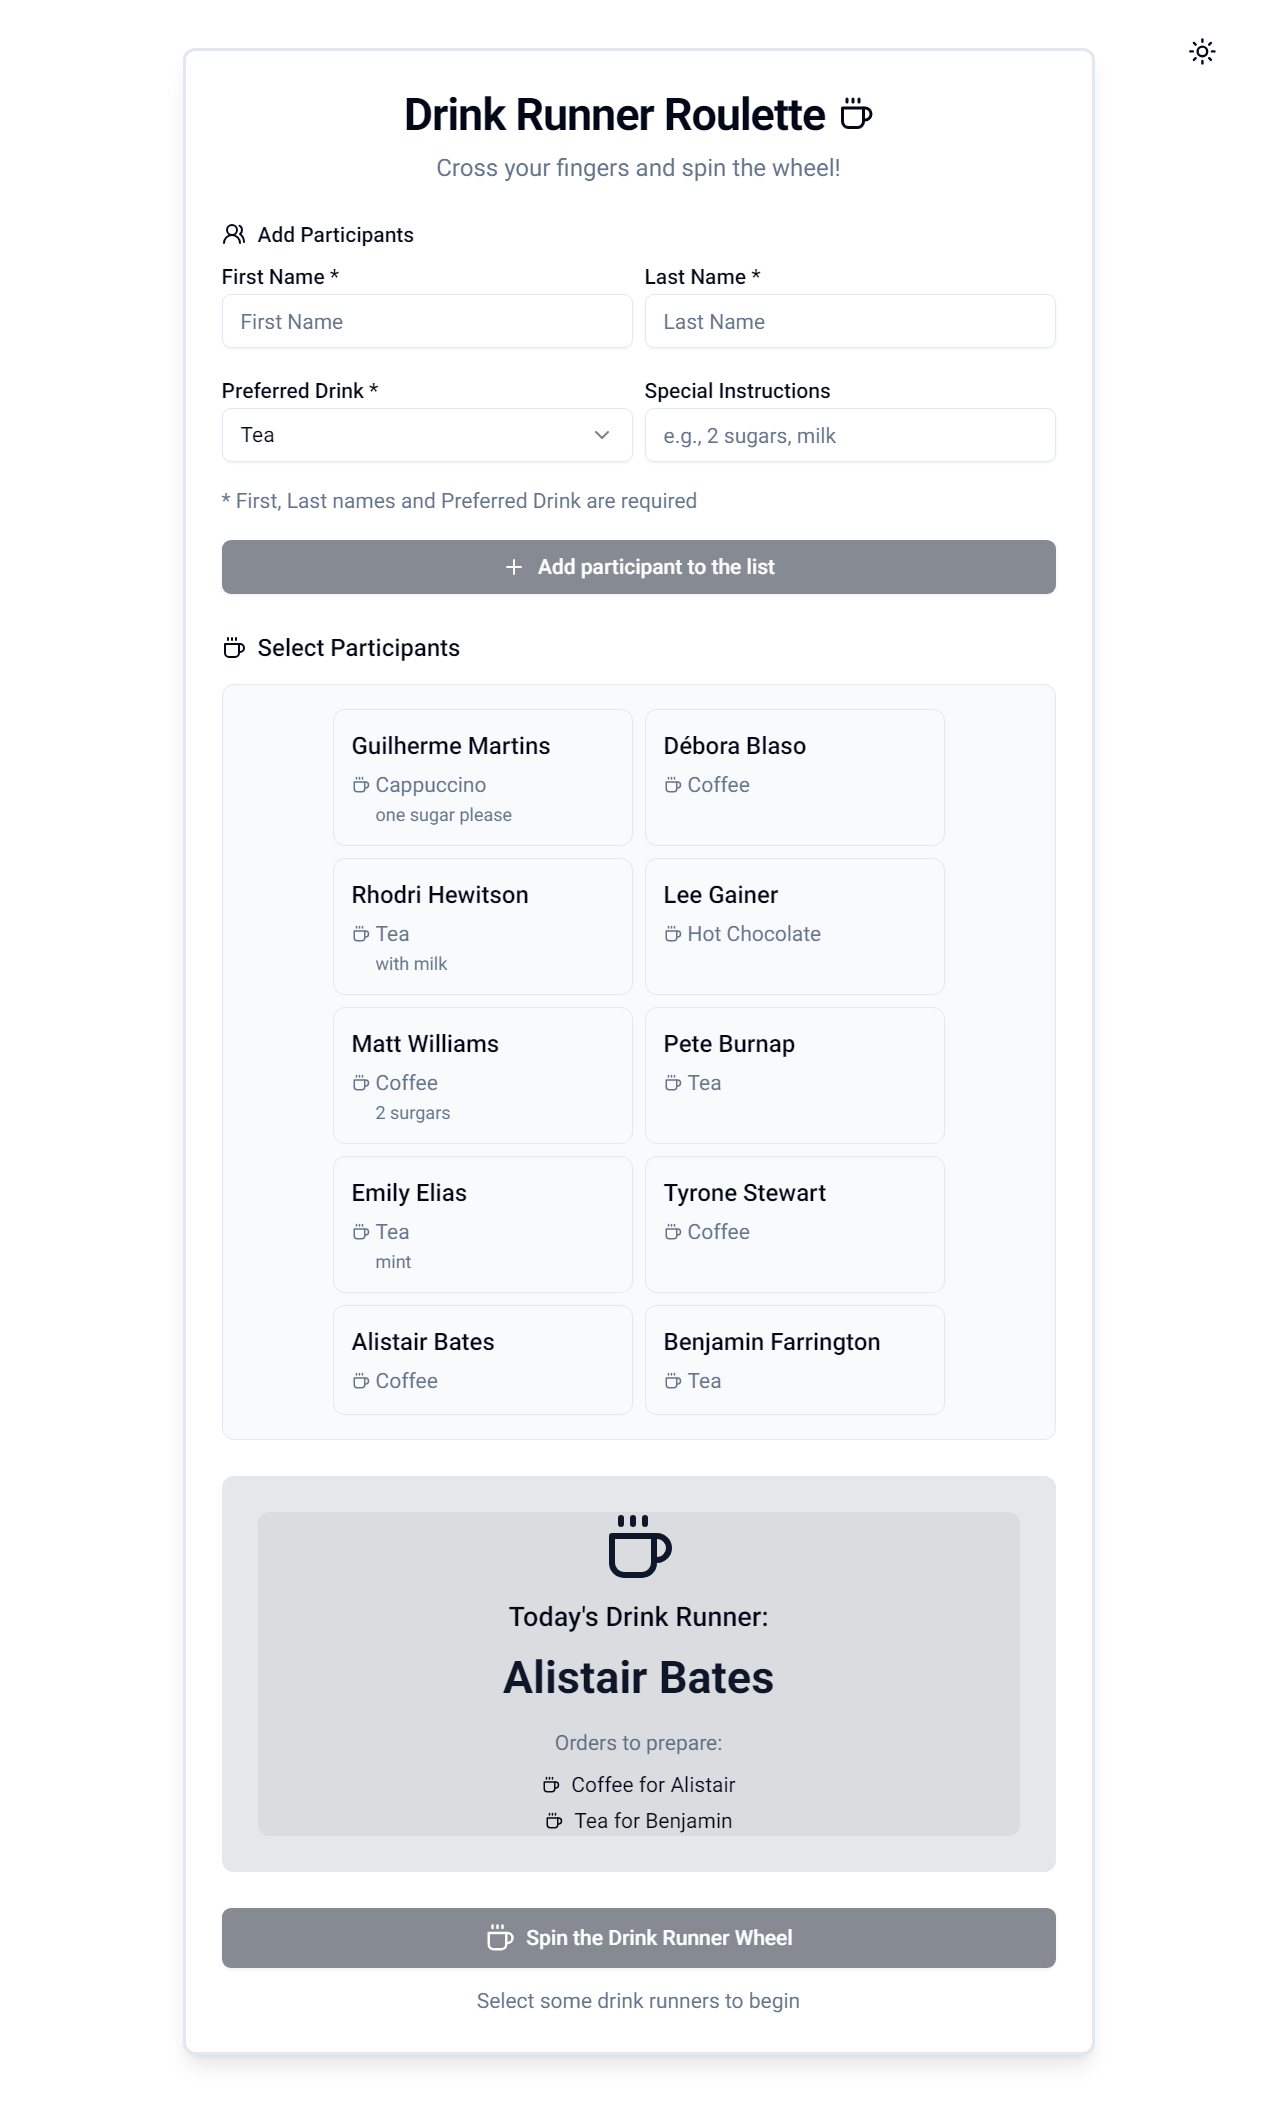 Drink Runner Roulette
Cross your fingers and spin the wheel!
Add Participants
First Name *
Last Name *
First Name
Last Name
Preferred Drink *
Special Instructions
Tea
e.g., 2 sugars, milk
* First, Last names and Preferred Drink are required
Add participant to the list
Select Participants
Guilherme Martins
Cappuccino
one sugar please
Débora Blaso
Coffee
Rhodri Hewitson
Tea
with milk
Lee Gainer
Hot Chocolate
Matt Williams
Coffee
2 surgars
Pete Burnap
Tea
Emily Elias
Tea
mint
Tyrone Stewart
Coffee
Alistair Bates
Coffee
Benjamin Farrington
Tea
Today's Drink Runner:
Alistair Bates
Orders to prepare:
Coffee for Alistair
Tea for Benjamin
Spin the Drink Runner Wheel
Select some drink runners to begin